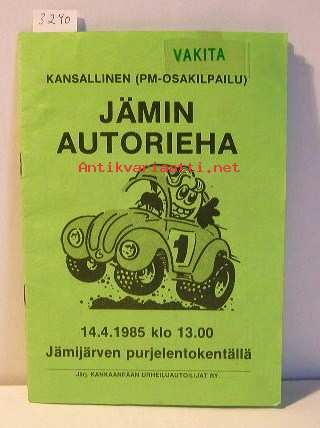 3290
VAKITA
KANSALLINEN (PM-OSAKILPAILU)
JÄMIN
AUTORIEHA
Antikvariaatti.net
1
14.4.1985 klo 13.00
Jämijärven purjelentokentällä
Järj. KANKAANPÄÄN URHEILUAUTOILIJAT RY.